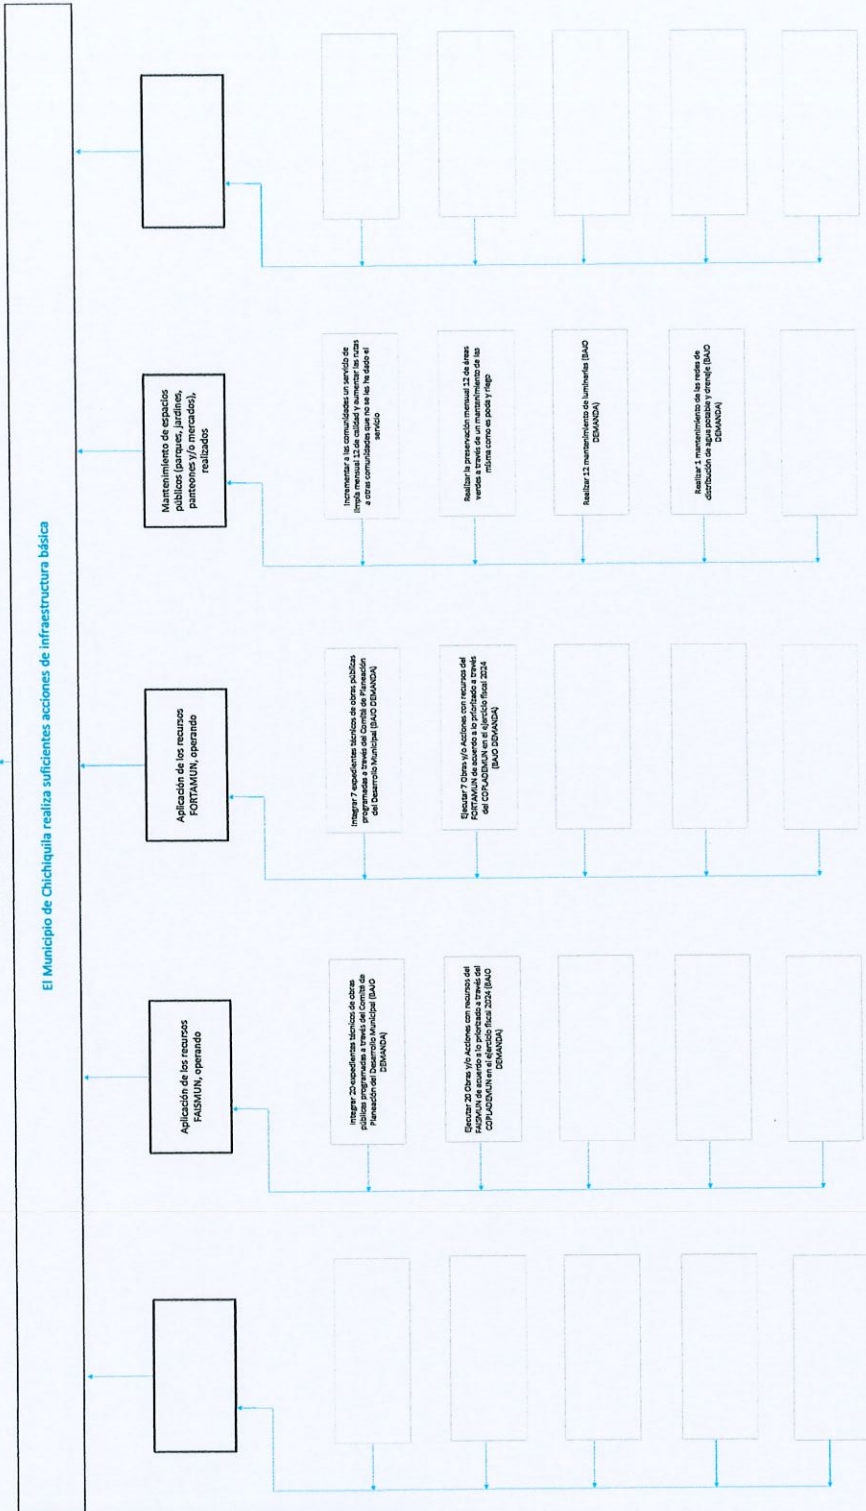 El Municipio de Chichiquila realiza suficientes acciones de infraestructura básica
Aplicación de los recursos
FAISMUN, operando
Integrar 20 expedientes técnicos de obras
públicas programadas a través del Comité de
Planeación del Desarrollo Municipal (BAJO
DEMANDA)
Ejecutar 20 Obras y/o Acciones con recursos del
FAISMUN de acuerdo a lo priorizado a través del
COPLADEMUN en el ejercicio fiscal 2024 (BAJO
DEMANDA)
Aplicación de los recursos
FORTAMUN, operando
Integrar 7 expedientes técnicos de obras públicas
programadas a través del Comité de Planeación
del Desarrollo Municipal (BAJO DEMANDA)
Ejecutar 7 Obras y/o Acciones con recursos del
FORTAMUN de acuerdo a lo priorizado a través
del COPLADEMUN en el ejercicio fiscal 2024
(BAJO DEMANDA)
Mantenimiento de espacios
públicos (parques, jardines,
panteones y/o mercados),
realizados
Incrementar a las comunidades un servicio de
limpia mensual 12 de calidad y aumentar las rutas
a otras comunidades que no se les ha dado el
servicio
Realizar la preservación mensual 12 de áreas
verdes a través de un mantenimiento de las
misma como es poda y riego
Realizar 12 mantenimiento de luminarias (BAJO
DEMANDA)
Realizar 1 mantenimiento de las redes de
distribución de agua potable y drenaje (BAJO
DEMANDA)